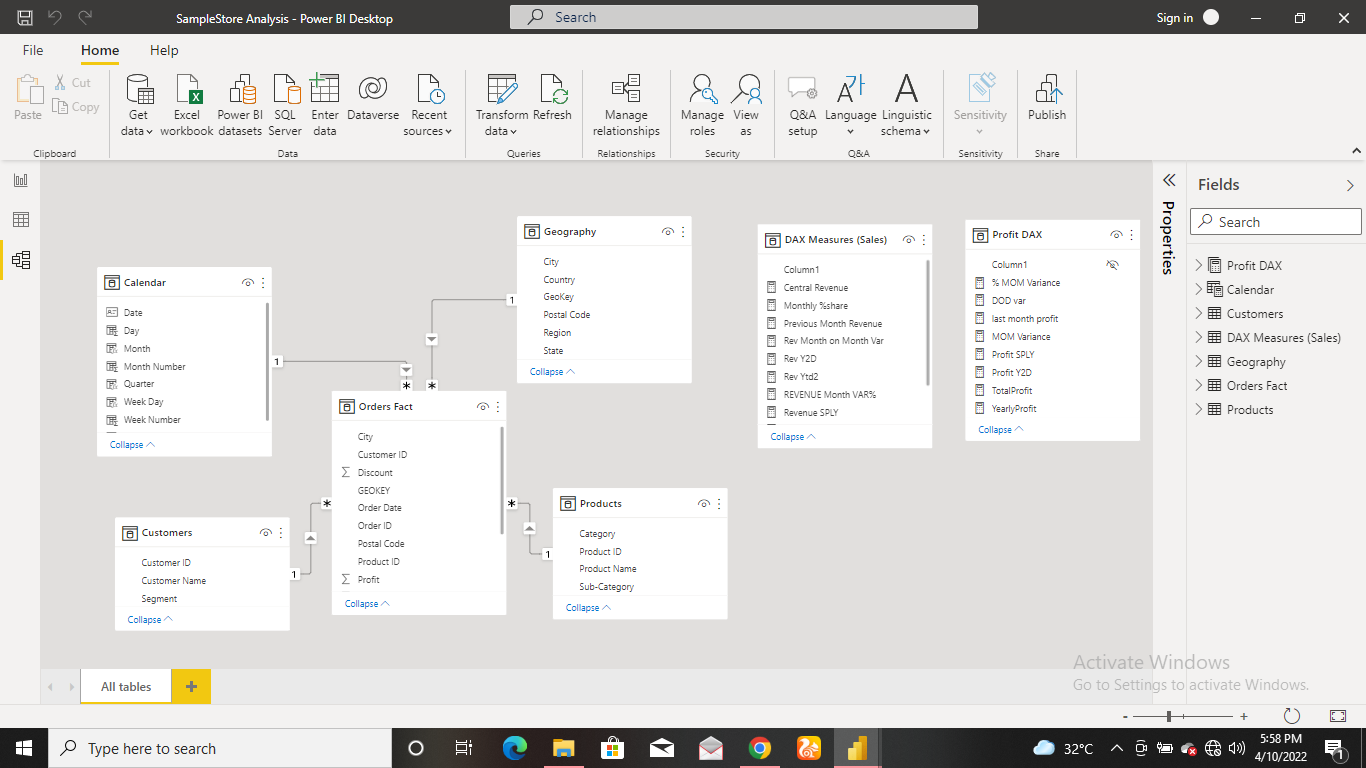 SampleStore Analysis - Power BI Desktop
Search
Sign in
File
Home
Help
Paste
Cut
Copy
Get data
Excel workbook
Power BI datasets
SQL Server
Enter data
Dataverse
Recent sources
Transform data
Refresh
Manage relationships
Manage roles
View as
Q&A setup
Language
Linguistic schema
Sensitivity
Publish
Clipboard
Data
Queries
Relationships
Security
Q&A
Sensitivity
Share
Calendar
Date
Day
Month
Month Number
Quarter
Week Day
Week Number
Collapse
1
*
Geography
City
Country
GeoKey
Postal Code
Region
State
Collapse
1
*
Orders Fact
City
Customer ID
Discount
GEOKEY
Order Date
Order ID
Postal Code
Product ID
Profit
Collapse
Customers
Customer ID
Customer Name
Segment
Collapse
1
*
Products
Category
Product ID
Product Name
Sub-Category
Collapse
1
*
DAX Measures (Sales)
Column1
Central Revenue
Monthly %share
Previous Month Revenue
Rev Month on Month Var
Rev Y2D
Rev Ytd2
REVENUE Month VAR%
Revenue SPLY
Collapse
Profit DAX
Column1
% MOM Variance
DOD var
last month profit
MOM Variance
Profit SPLY
Profit Y2D
TotalProfit
YearlyProfit
Collapse
Properties
Fields
Search
Profit DAX
Calendar
Customers
DAX Measures (Sales)
Geography
Orders Fact
Products
Activate Windows
Go to Settings to activate Windows.
All tables
Type here to search
32°C
5:58 PM
4/10/2022
1